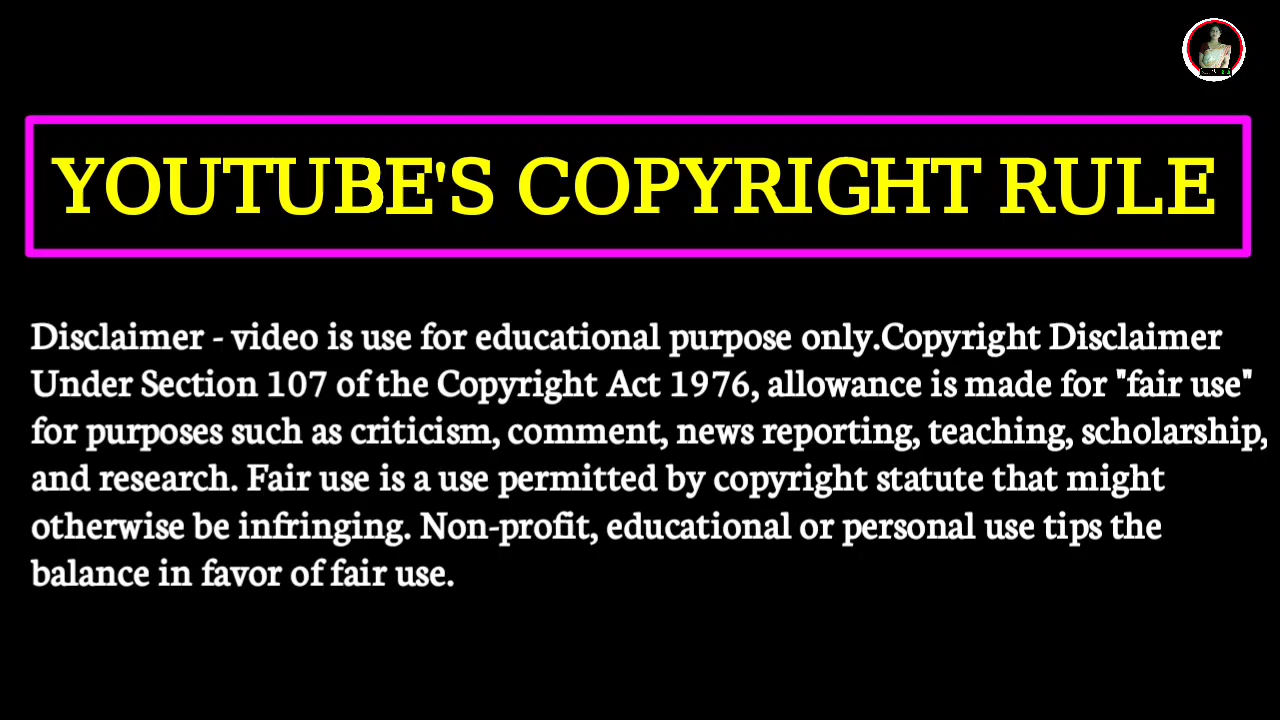 YOUTUBE'S COPYRIGHT RULE
Disclaimer - video is use for educational purpose only.Copyright Disclaimer
Under Section 107 of the Copyright Act 1976, allowance is made for "fair use"
for purposes such as criticism, comment, news reporting, teaching, scholarship,
and research. Fair use is a use permitted by copyright statute that might
otherwise be infringing. Non-profit, educational or personal use tips the
balance in favor of fair use.